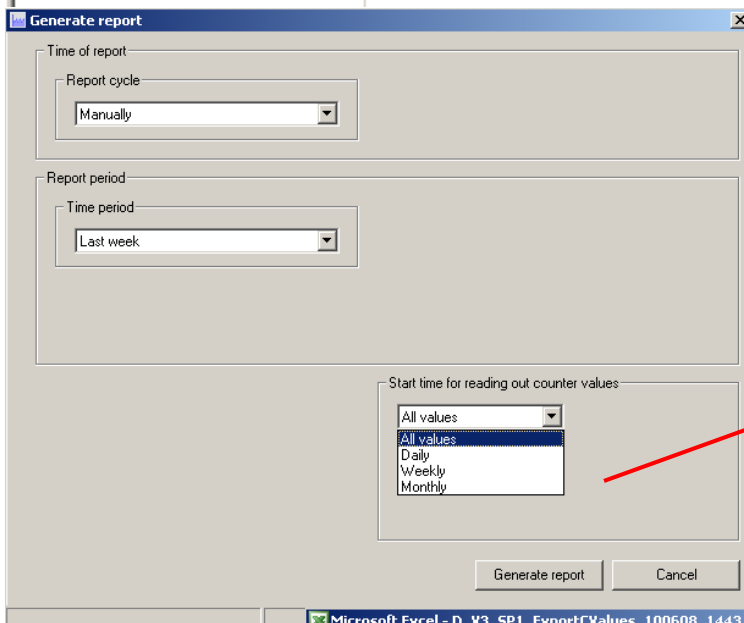 Generate report
Time of report
Report cycle
Manually
Report period
Time period
Last week
Start time for reading out counter values
All values
All values
Daily
Weekly
Monthly
Generate report
Cancel
Microsoft Excel - D_V3_SP1_ExportCValues_100608_1443